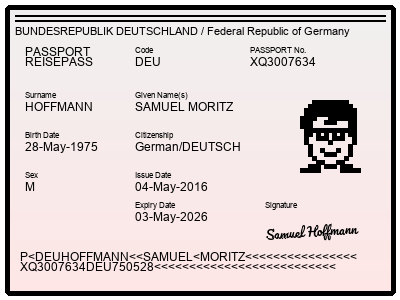 BUNDESREPUBLIK DEUTSCHLAND / Federal Republic of Germany
PASSPORT Code PASSPORT No.
REISEPASS DEU XQ3007634
Surname Given Name(s)
HOFFMANN SAMUEL MORITZ
Birth Date Citizenship
28-May-1975 German/DEUTSCH
Sex Issue Date
M 04-May-2016
Expiry Date Signature
03-May-2026
Samuel Hoffmann
P<DEUHOFFMANN<<SAMUEL<MORITZ<<<<<<<<<<<<<<<<
XQ3007634DEU750528<<<<<<<<<<<<<<<<<<<<<<<<<<